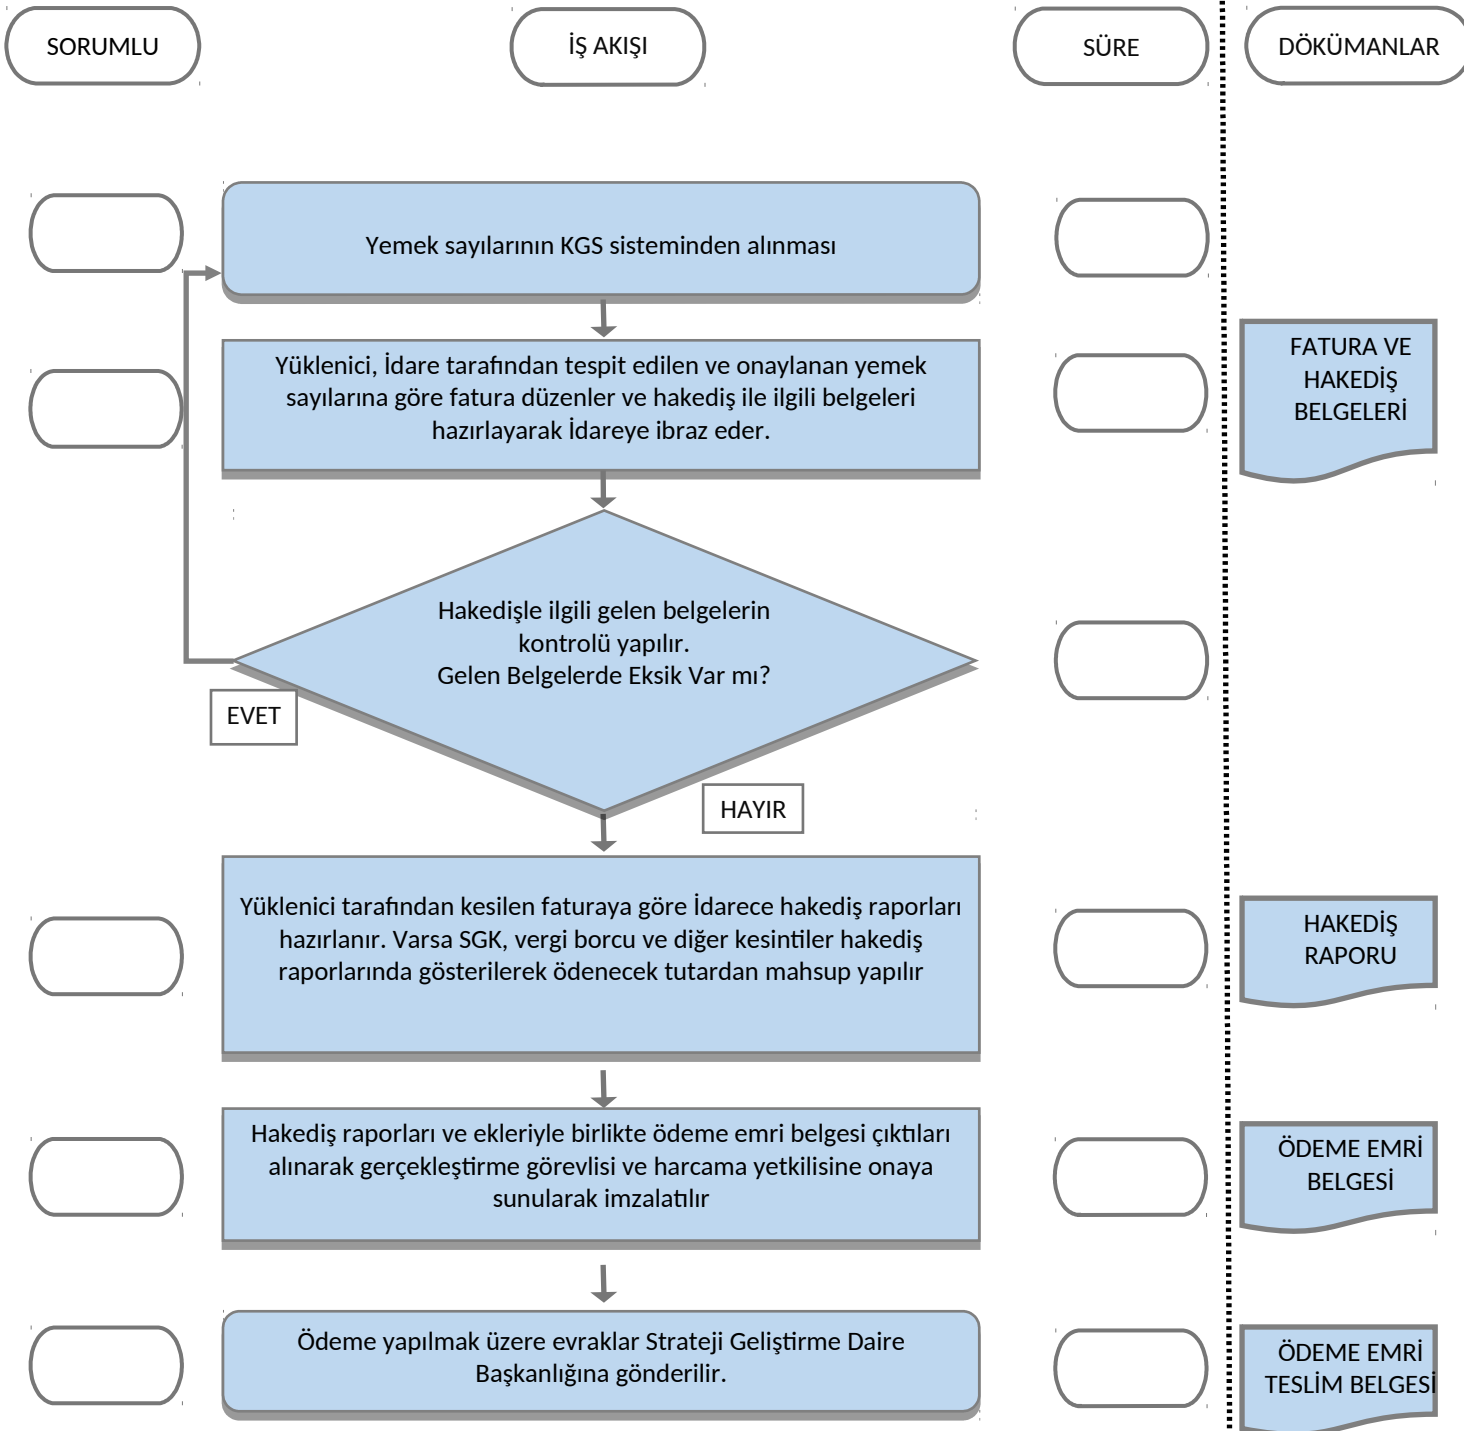 SORUMLU
İŞ AKIŞI
SÜRE
DÖKÜMANLAR
Yemek sayılarının KGS sisteminden alınması
Yüklenici, İdare tarafından tespit edilen ve onaylanan yemek
sayılarına göre fatura düzenler ve hakediş ile ilgili belgeleri
hazırlayarak İdareye ibraz eder.
FATURA VE
HAKEDİŞ
BELGELERİ
Hakedişle ilgili gelen belgelerin
kontrolü yapılır.
Gelen Belgelerde Eksik Var mı?
EVET
HAYIR
Yüklenici tarafından kesilen faturaya göre İdarece hakediş raporları
hazırlanır. Varsa SGK, vergi borcu ve diğer kesintiler hakediş
raporlarında gösterilerek ödenecek tutardan mahsup yapılır
HAKEDİŞ
RAPORU
Hakediş raporları ve ekleriyle birlikte ödeme emri belgesi çıktıları
alınarak gerçekleştirme görevlisi ve harcama yetkilisine onaya
sunularak imzalatılır
ÖDEME EMRİ
BELGESİ
Ödeme yapılmak üzere evraklar Strateji Geliştirme Daire
Başkanlığına gönderilir.
ÖDEME EMRİ
TESLİM BELGESİ